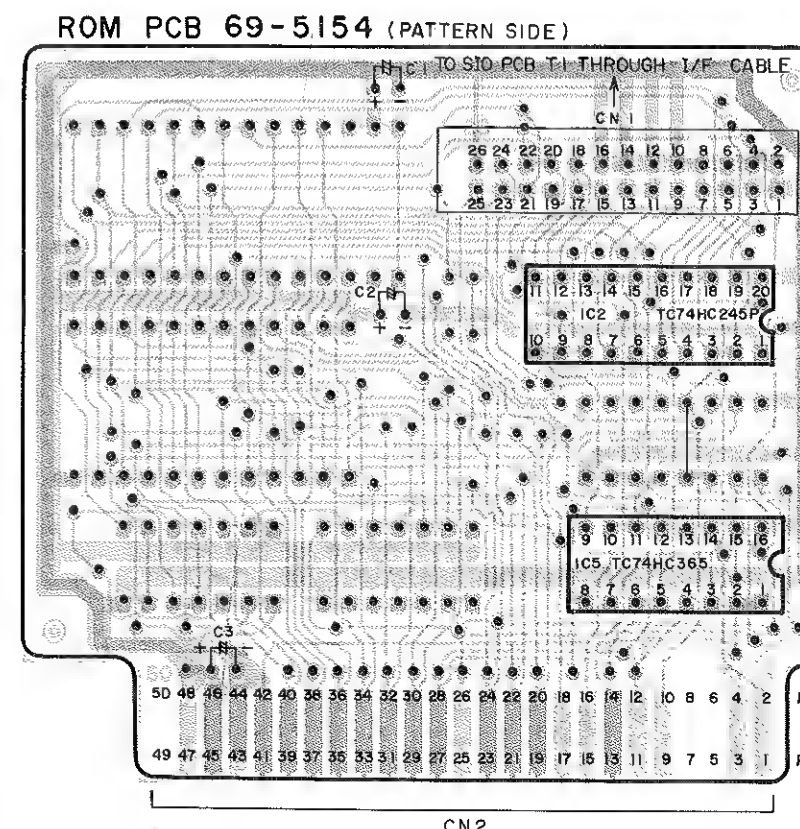 ROM PCB 69-5154 (PATTERN SIDE)
C1 TO SIO PCB T-1 THROUGH I/F CABLE
+ -
CN1
26 24 22 20 18 16 14 12 10 8 6 4 2
25 23 21 19 17 15 13 11 9 7 5 3 1
11 12 13 14 15 16 17 18 19 20
C2
IC2 TC74HC245P
+ -
10 9 8 7 6 5 4 3 2 1
9 10 11 12 13 14 15 16
IC5 TC74HC365
8 7 6 5 4 3 2 1
C3
+ -
50 48 46 44 42 40 38 36 34 32 30 28 26 24 22 20 18 16 14 12 10 8 6 4 2
49 47 45 43 41 39 37 35 33 31 29 27 25 23 21 19 17 15 13 11 9 7 5 3 1
CN2